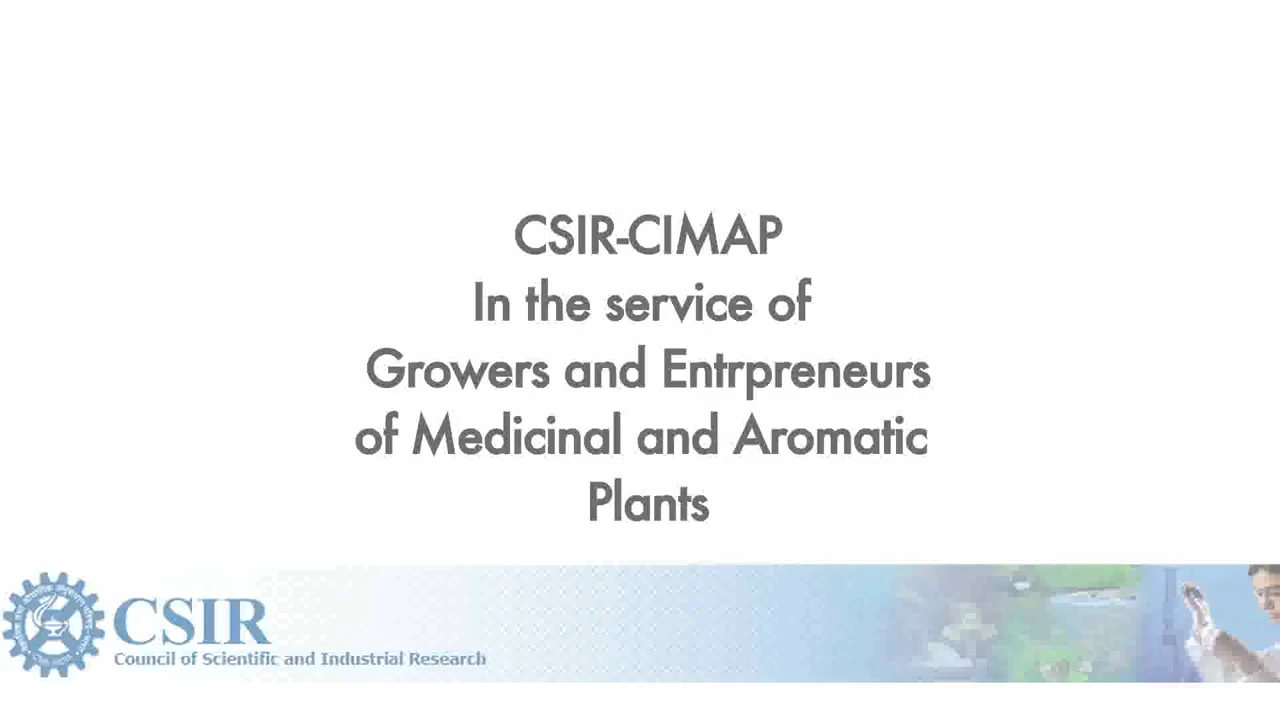 CSIR-CIMAP
In the service of
Growers and Entrpreneurs
of Medicinal and Aromatic
Plants
CSIR
Council of Scientific and Industrial Research